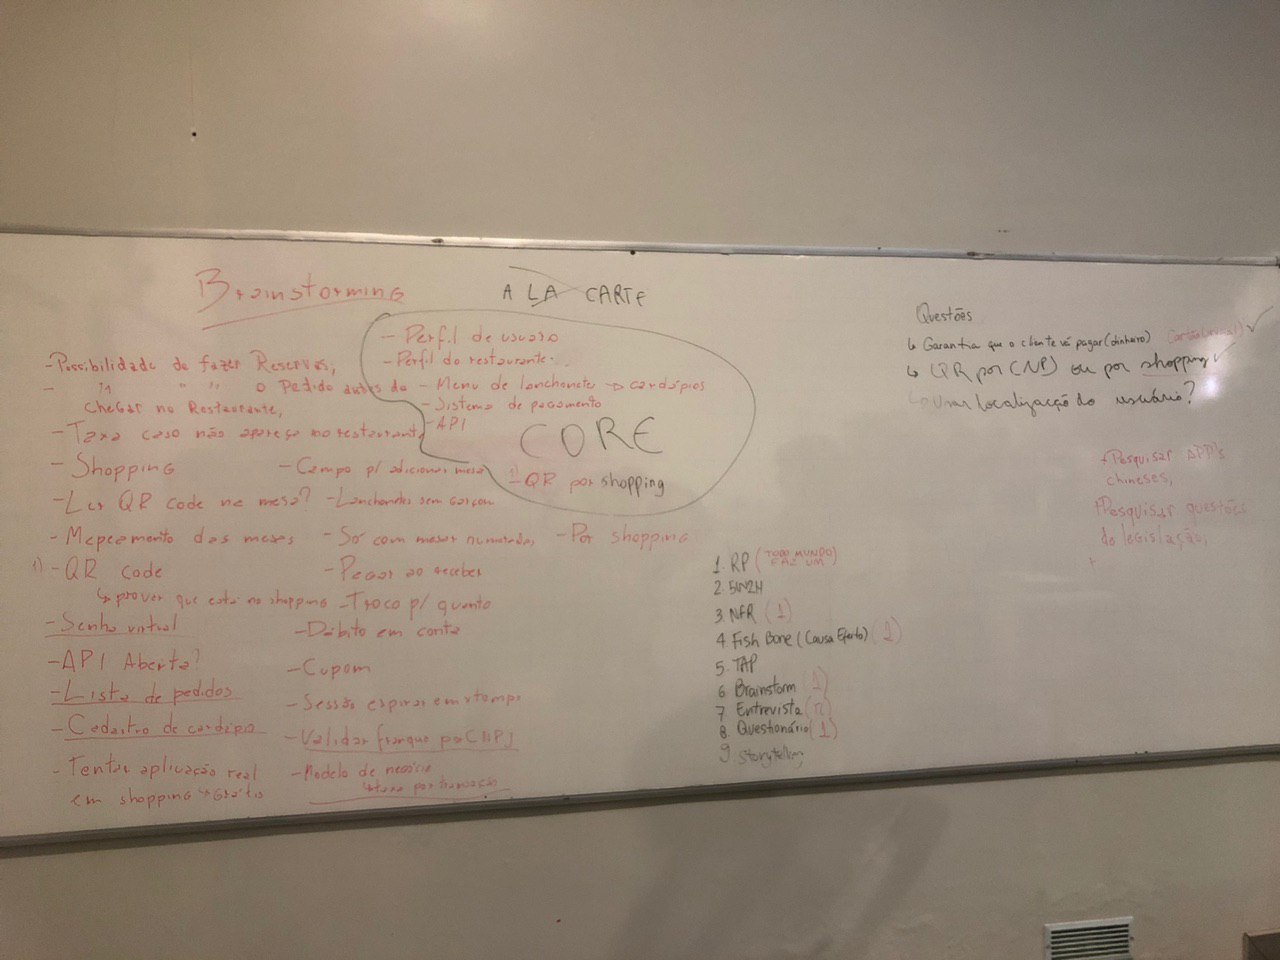 Brainstorming
A LA CARTE
- Possibilidade de fazer Reservas,
- " " " o Pedido antes de
chegar no Restaurante,
- Taxa caso não apareça no restaurante
- Shopping
- Ler QR code na mesa?
- Mapeamento das mesas
1) - QR code
↳ provar que está no shopping
- Senha virtual
- API Aberta?
- Lista de pedidos
- Cadastro de cardápio
- Tentar aplicação real
em shopping ↳ Grátis
- Campo p/ adicionar mesa
- Lanchonetes sem garçom
- Só com mesas numeradas
- Por shopping
- Pagar ao receber
- Troco p/ quanto
- Débito em conta
- Cupom
- Sessão expirar em x tempo
- Validar franquia por CNPJ
- Modelo de negócio
↳ taxa por transação
- Perfil de usuário
- Perfil do restaurante:
- Menu de lanchonete → cardápios
- Sistema de pagamento
- API
CORE
1) QR por shopping
1. RP (TODO MUNDO
FAZ UM)
2. 5W2H
3. NFR (1)
4 Fish Bone (Causa Efeito) (1)
5. TAP
6 Brainstorm (1)
7 Entrevista (n)
8. Questionário (1)
9. Storytelling
Questões
↳ Garantia que o cliente vá pagar (dinheiro) ✓
↳ QR por (NP) ou por shopping ✓
↳ Usar localização do usuário?
+ Pesquisar APP's
chineses,
+ Pesquisar questões
de legislação,
+